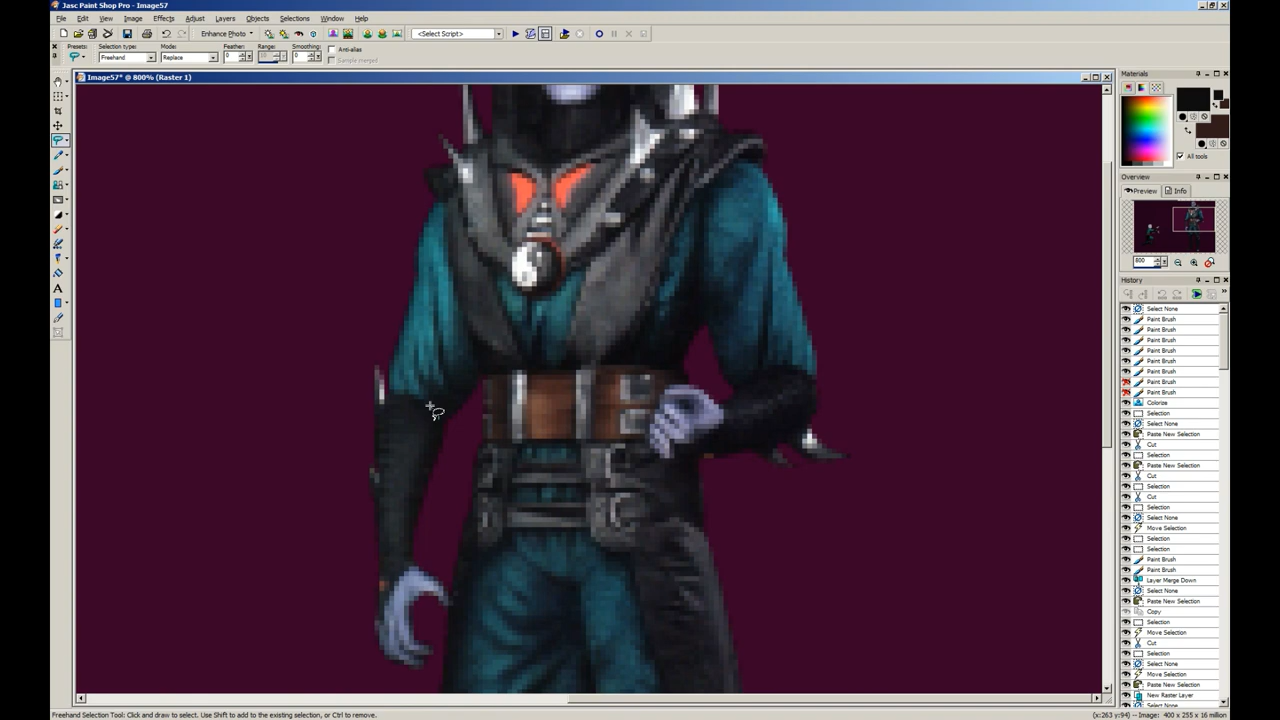 Jasc Paint Shop Pro - Image57
File Edit View Image Effects Adjust Layers Objects Selections Window Help
Enhance Photo <Select Script>
Presets: Selection type: Mode: Feather: Range: Smoothing: Anti-alias
Freehand Replace 0 10 0 Sample merged
Image57* @ 800% (Raster 1)
Materials
All tools
Overview
Preview Info
800
History
Select None
Paint Brush
Paint Brush
Paint Brush
Paint Brush
Paint Brush
Paint Brush
Paint Brush
Paint Brush
Colorize
Selection
Select None
Paste New Selection
Cut
Selection
Paste New Selection
Cut
Selection
Cut
Selection
Select None
Move Selection
Selection
Selection
Paint Brush
Paint Brush
Layer Merge Down
Select None
Paste New Selection
Copy
Selection
Move Selection
Cut
Selection
Select None
Move Selection
Paste New Selection
New Raster Layer
Select None
Freehand Selection Tool: Click and draw to select. Use Shift to add to the existing selection, or Ctrl to remove.
(x:263 y:94) -- Image: 400 x 255 x 16 million